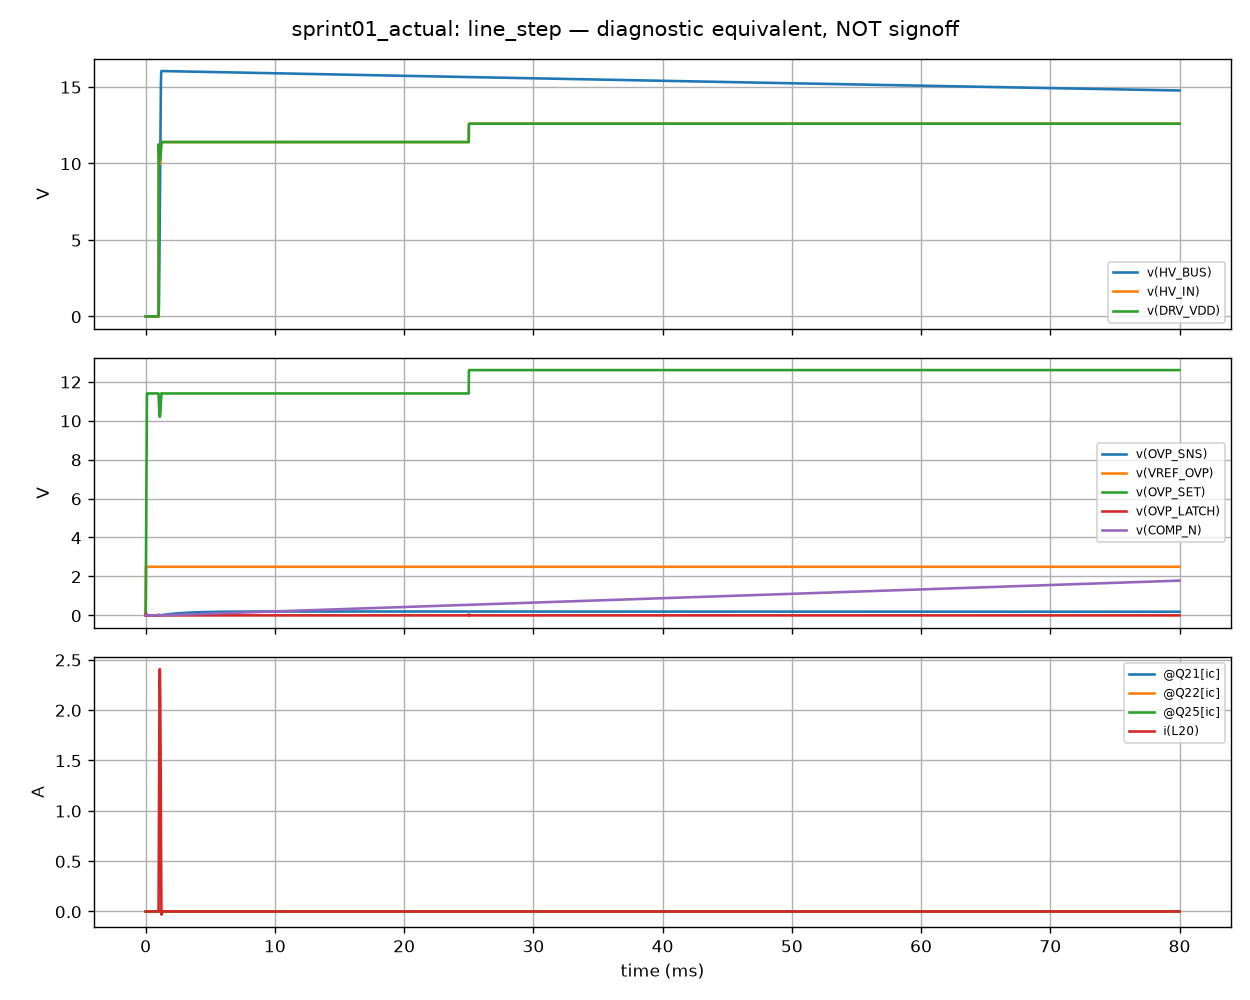 sprint01_actual: line_step — diagnostic equivalent, NOT signoff
15
10
5
0
V
v(HV_BUS)
v(HV_IN)
v(DRV_VDD)
12
10
8
6
4
2
0
V
v(OVP_SNS)
v(VREF_OVP)
v(OVP_SET)
v(OVP_LATCH)
v(COMP_N)
2.5
2.0
1.5
1.0
0.5
0.0
A
@Q21[ic]
@Q22[ic]
@Q25[ic]
i(L20)
0 10 20 30 40 50 60 70 80
time (ms)